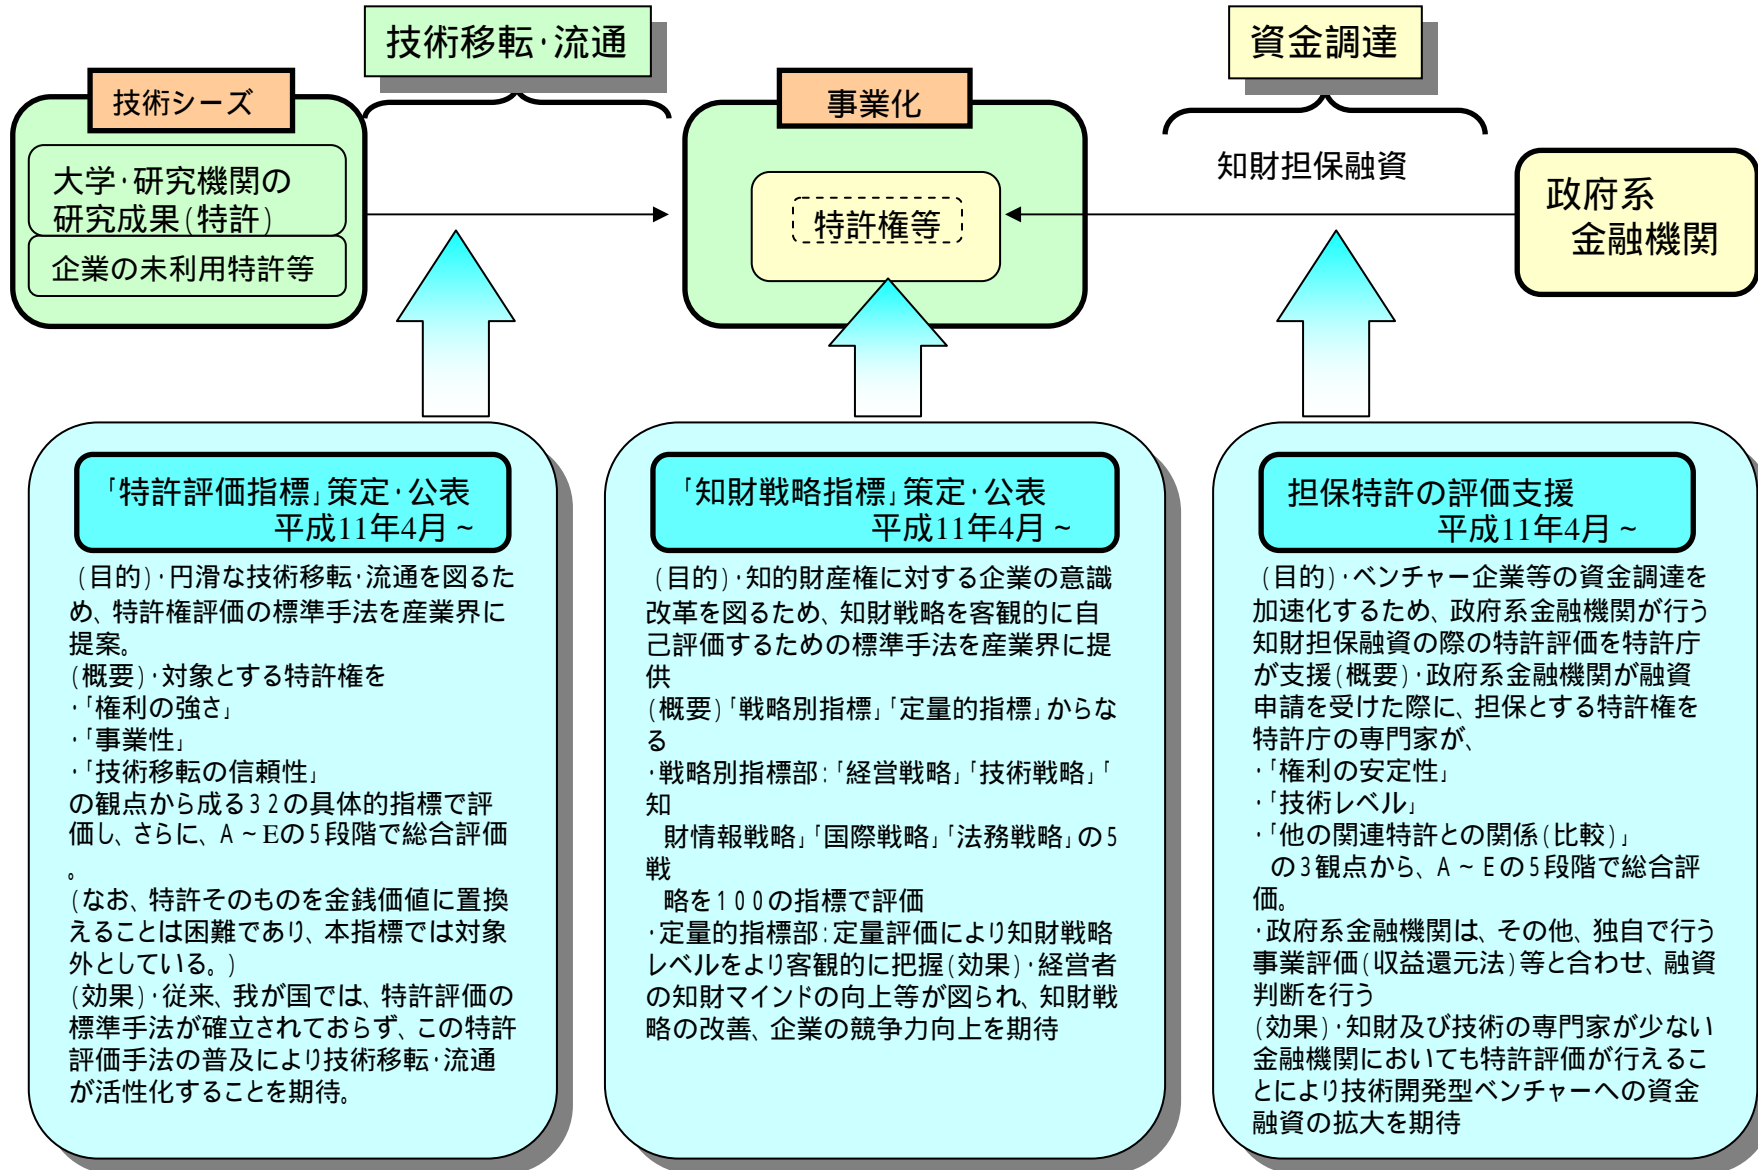 技術移転・流通
資金調達
技術シーズ
大学・研究機関の
研究成果(特許)
企業の未利用特許等
事業化
特許権等
知財担保融資
政府系
金融機関
「特許評価指標」策定・公表
平成11年4月~
(目的)・円滑な技術移転・流通を図るた
め、特許権評価の標準手法を産業界に
提案。
(概要)・対象とする特許権を
・「権利の強さ」
・「事業性」
・「技術移転の信頼性」
の観点から成る32の具体的指標で評
価し、さらに、A~Eの5段階で総合評価
。
(なお、特許そのものを金銭価値に置換
えることは困難であり、本指標では対象
外としている。)
(効果)・従来、我が国では、特許評価の
標準手法が確立されておらず、この特許
評価手法の普及により技術移転・流通
が活性化することを期待。
「知財戦略指標」策定・公表
平成11年4月~
(目的)・知的財産権に対する企業の意識
改革を図るため、知財戦略を客観的に自
己評価するための標準手法を産業界に提
供
(概要)「戦略別指標」「定量的指標」からな
る
・戦略別指標部:「経営戦略」「技術戦略」「
知
財情報戦略」「国際戦略」「法務戦略」の5
戦
略を100の指標で評価
・定量的指標部:定量評価により知財戦略
レベルをより客観的に把握(効果)・経営者
の知財マインドの向上等が図られ、知財戦
略の改善、企業の競争力向上を期待
担保特許の評価支援
平成11年4月~
(目的)・ベンチャー企業等の資金調達を
加速化するため、政府系金融機関が行う
知財担保融資の際の特許評価を特許庁
が支援(概要)・政府系金融機関が融資
申請を受けた際に、担保とする特許権を
特許庁の専門家が、
・「権利の安定性」
・「技術レベル」
・「他の関連特許との関係(比較)」
の3観点から、A~Eの5段階で総合評
価。
・政府系金融機関は、その他、独自で行う
事業評価(収益還元法)等と合わせ、融資
判断を行う
(効果)・知財及び技術の専門家が少ない
金融機関においても特許評価が行えるこ
とにより技術開発型ベンチャーへの資金
融資の拡大を期待